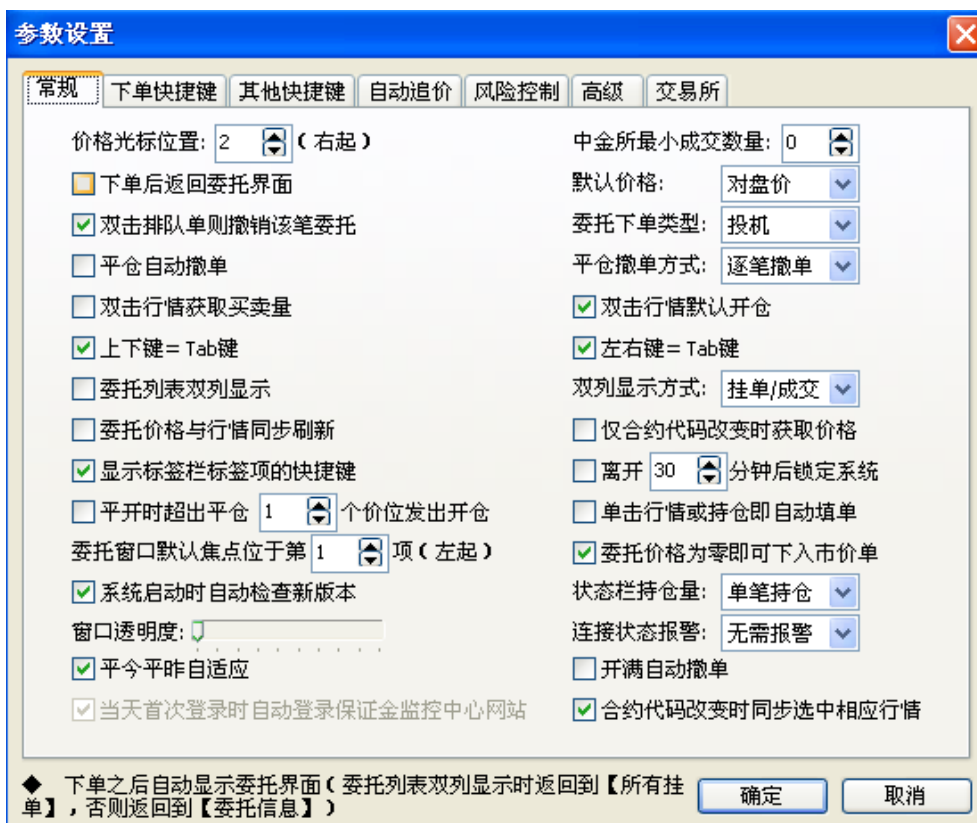 参数设置
常规 下单快捷键 其他快捷键 自动追价 风险控制 高级 交易所
价格光标位置: 2 (右起) 中金所最小成交数量: 0
下单后返回委托界面 默认价格: 对盘价
双击排队单则撤销该笔委托 委托下单类型: 投机
平仓自动撤单 平仓撤单方式: 逐笔撤单
双击行情获取买卖量 双击行情默认开仓
上下键= Tab键 左右键= Tab键
委托列表双列显示 双列显示方式: 挂单/成交
委托价格与行情同步刷新 仅合约代码改变时获取价格
显示标签栏标签项的快捷键 离开 30 分钟后锁定系统
平开时超出平仓 1 个价位发出开仓 单击行情或持仓即自动填单
委托窗口默认焦点位于第 1 项(左起) 委托价格为零即可下入市价单
系统启动时自动检查新版本 状态栏持仓量: 单笔持仓
窗口透明度: 连接状态报警: 无需报警
平今平昨自适应 开满自动撤单
当天首次登录时自动登录保证金监控中心网站 合约代码改变时同步选中相应行情
◆ 下单之后自动显示委托界面(委托列表双列显示时返回到【所有挂
单】,否则返回到【委托信息】) 确定 取消